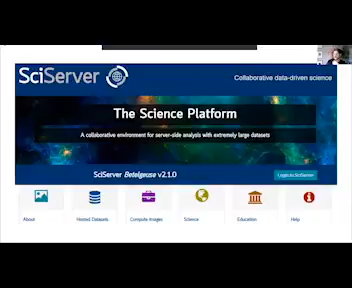 SciServer
Collaborative data-driven science
The Science Platform
A collaborative environment for server-side analysis with extremely large datasets
SciServer Betelgeuse v2.1.0
Login to SciServer
About
Hosted Datasets
Compute Images
Science
Education
Help